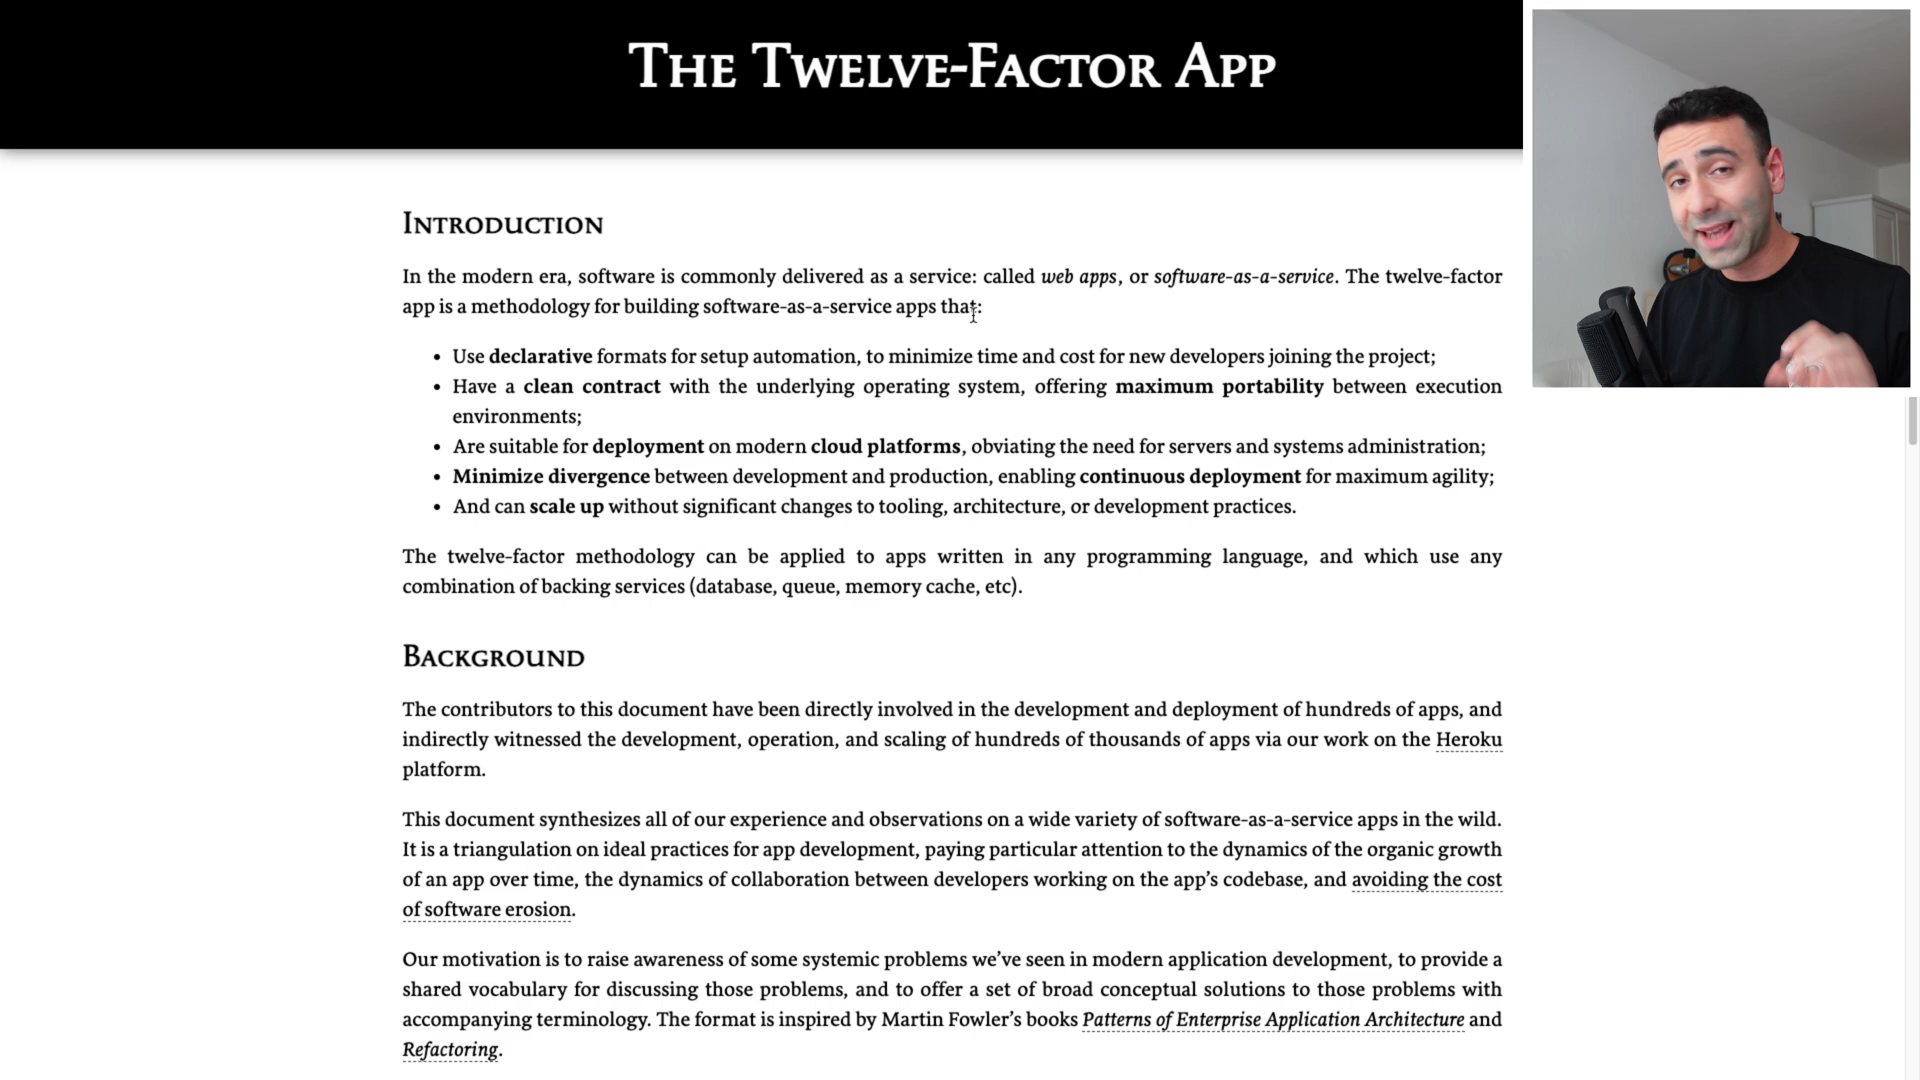 The Twelve-Factor App
Introduction
In the modern era, software is commonly delivered as a service: called web apps, or software-as-a-service. The twelve-factor
app is a methodology for building software-as-a-service apps that:
• Use declarative formats for setup automation, to minimize time and cost for new developers joining the project;
• Have a clean contract with the underlying operating system, offering maximum portability between execution
environments;
• Are suitable for deployment on modern cloud platforms, obviating the need for servers and systems administration;
• Minimize divergence between development and production, enabling continuous deployment for maximum agility;
• And can scale up without significant changes to tooling, architecture, or development practices.
The twelve-factor methodology can be applied to apps written in any programming language, and which use any
combination of backing services (database, queue, memory cache, etc).
Background
The contributors to this document have been directly involved in the development and deployment of hundreds of apps, and
indirectly witnessed the development, operation, and scaling of hundreds of thousands of apps via our work on the Heroku
platform.
This document synthesizes all of our experience and observations on a wide variety of software-as-a-service apps in the wild.
It is a triangulation on ideal practices for app development, paying particular attention to the dynamics of the organic growth
of an app over time, the dynamics of collaboration between developers working on the app’s codebase, and avoiding the cost
of software erosion.
Our motivation is to raise awareness of some systemic problems we’ve seen in modern application development, to provide a
shared vocabulary for discussing those problems, and to offer a set of broad conceptual solutions to those problems with
accompanying terminology. The format is inspired by Martin Fowler’s books Patterns of Enterprise Application Architecture and
Refactoring.